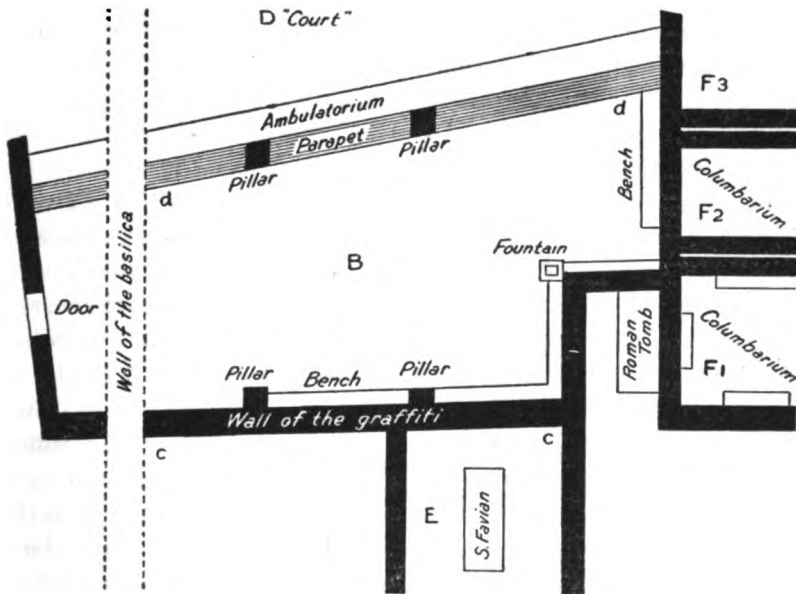 D "Court"
Ambulatorium
Parapet
Pillar
Pillar
d
d
F3
Bench
Columbarium
F2
Wall of the basilica
B
Fountain
Door
Roman
Tomb
Columbarium
F1
Pillar
Bench
Pillar
Wall of the graffiti
c
c
E
S. Favian